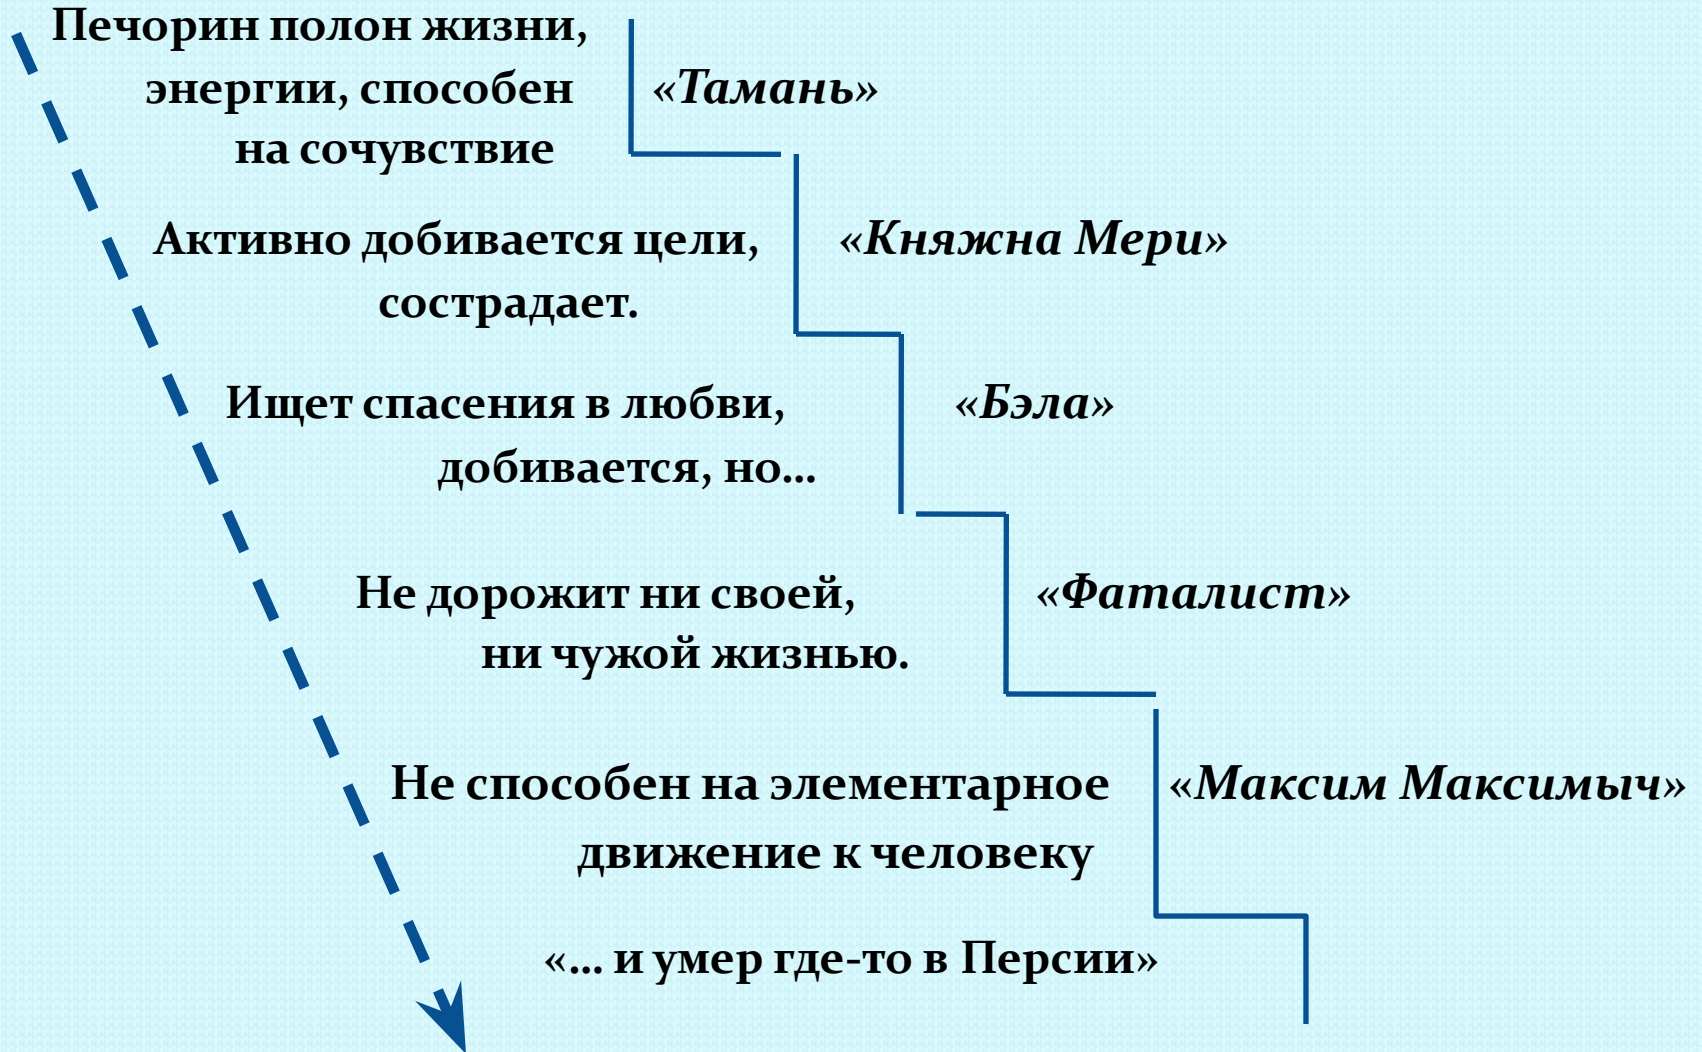 Печорин полон жизни,
энергии, способен «Тамань»
на сочувствие
Активно добивается цели, «Княжна Мери»
сострадает.
Ищет спасения в любви, «Бэла»
добивается, но...
Не дорожит ни своей, «Фаталист»
ни чужой жизнью.
Не способен на элементарное «Максим Максимыч»
движение к человеку
«... и умер где-то в Персии»